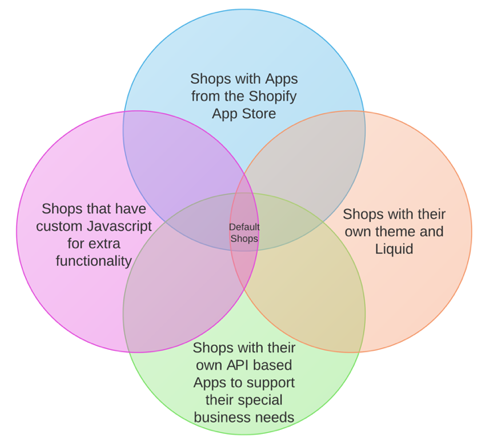 Shops with Apps
from the Shopify
App Store
Shops that have
custom Javascript
for extra
functionality
Default
Shops
Shops with their
own theme and
Liquid
Shops with their
own API based
Apps to support
their special
business needs